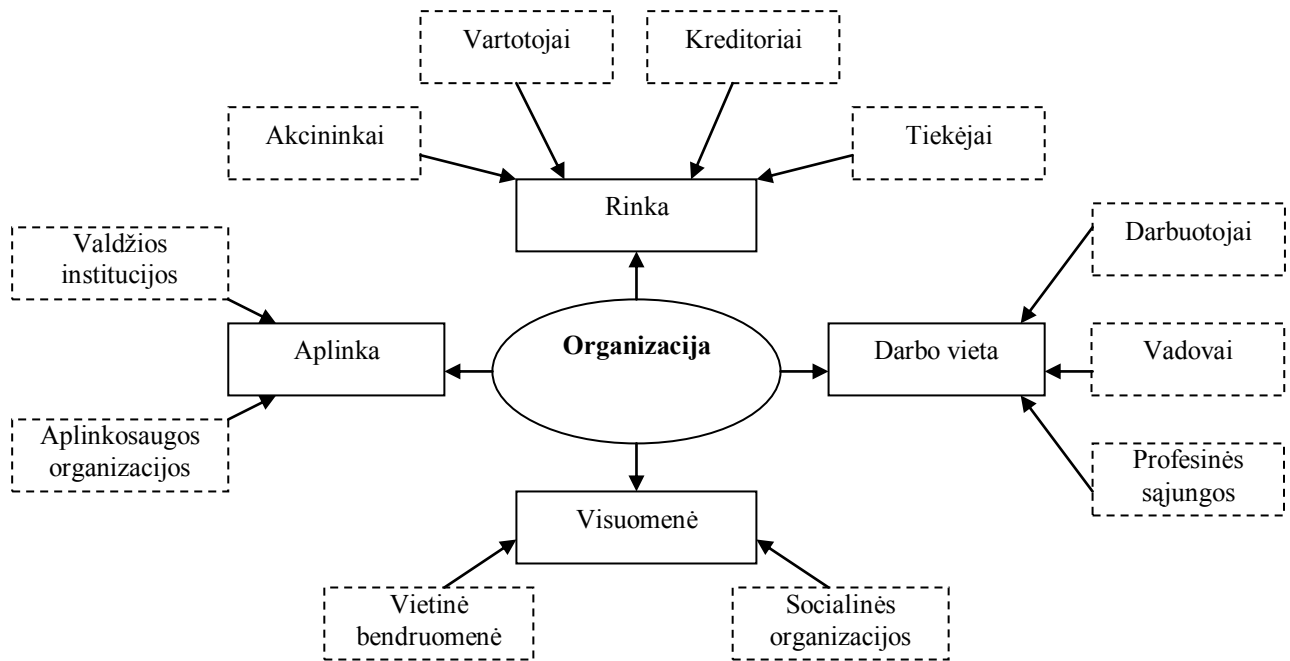 Vartotojai
Kreditoriai
Akcininkai
Tiekėjai
Rinka
Valdžios
institucijos
Darbuotojai
Aplinka
Organizacija
Darbo vieta
Vadovai
Aplinkosaugos
organizacijos
Profesinės
sąjungos
Visuomenė
Vietinė
bendruomenė
Socialinės
organizacijos